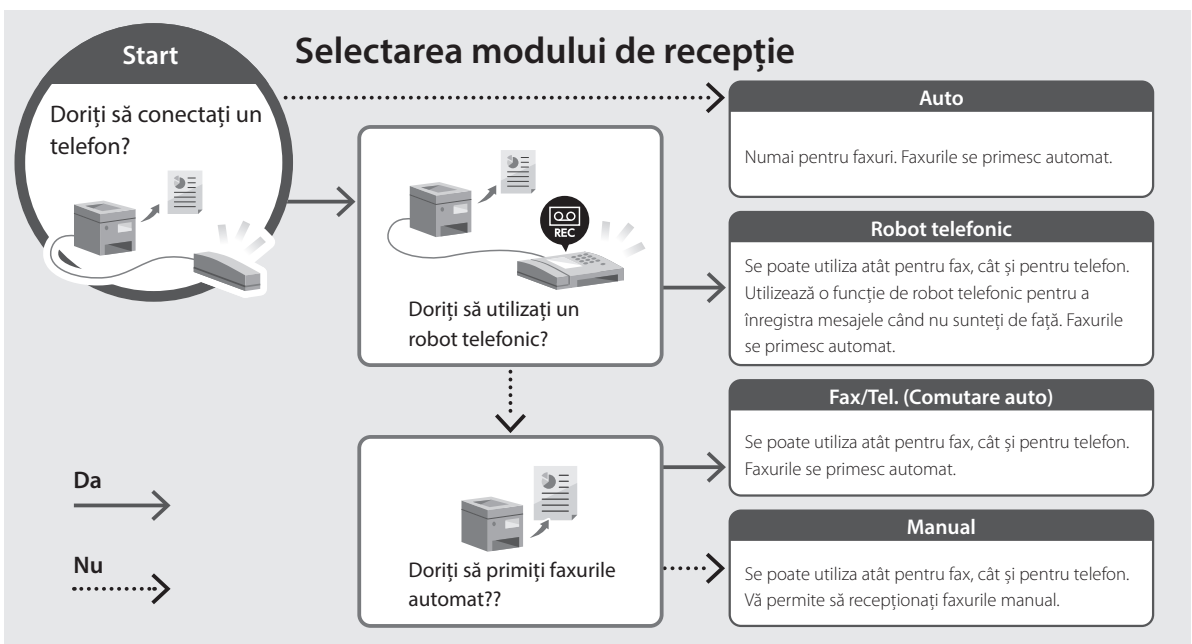 Start
Selectarea modului de recepție
Doriți să conectați un
telefon?
Auto
Numai pentru faxuri. Faxurile se primesc automat.
REC
Doriți să utilizați un
robot telefonic?
Robot telefonic
Se poate utiliza atât pentru fax, cât și pentru telefon.
Utilizează o funcție de robot telefonic pentru a
înregistra mesajele când nu sunteți de față. Faxurile
se primesc automat.
Fax/Tel. (Comutare auto)
Se poate utiliza atât pentru fax, cât și pentru telefon.
Faxurile se primesc automat.
Doriți să primiți faxurile
automat??
Manual
Se poate utiliza atât pentru fax, cât și pentru telefon.
Vă permite să recepționați faxurile manual.
Da
Nu